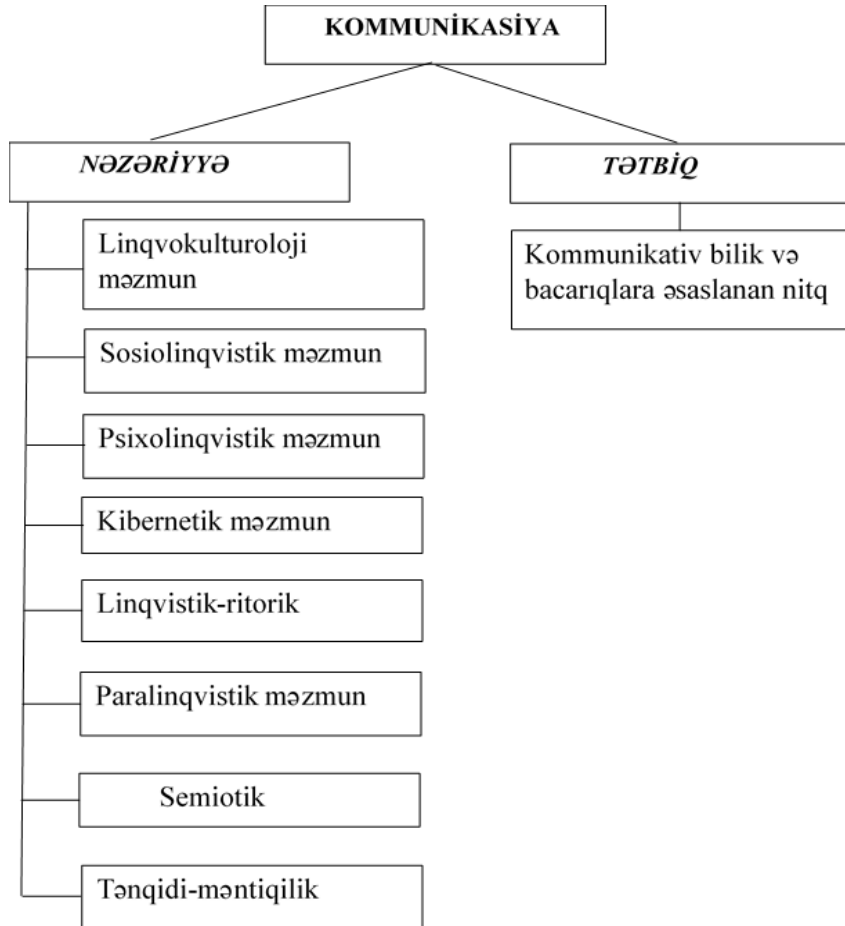 KOMMUNİKASİYA
NƏZƏRİYYƏ
TƏTBİQ
Linqvokulturoloji
məzmun
Sosiolinqvistik məzmun
Psixolinqvistik məzmun
Kibernetik məzmun
Linqvistik-ritorik
Paralinqvistik məzmun
Semiotik
Tənqidi-məntiqilik
Kommunikativ bilik və
bacarıqlara əsaslanan nitq